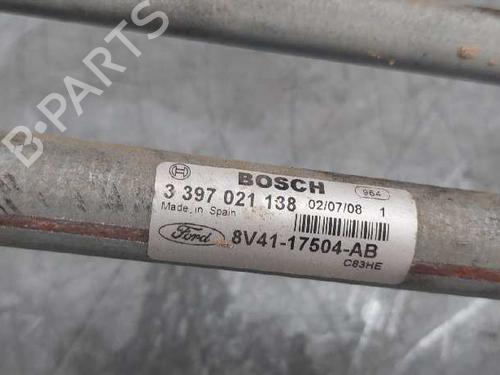 B-PARTS
BOSCH 964
3 397 021 138 02/07/08 1
Made in Spain
Ford 8V41-17504-AB
C83HE